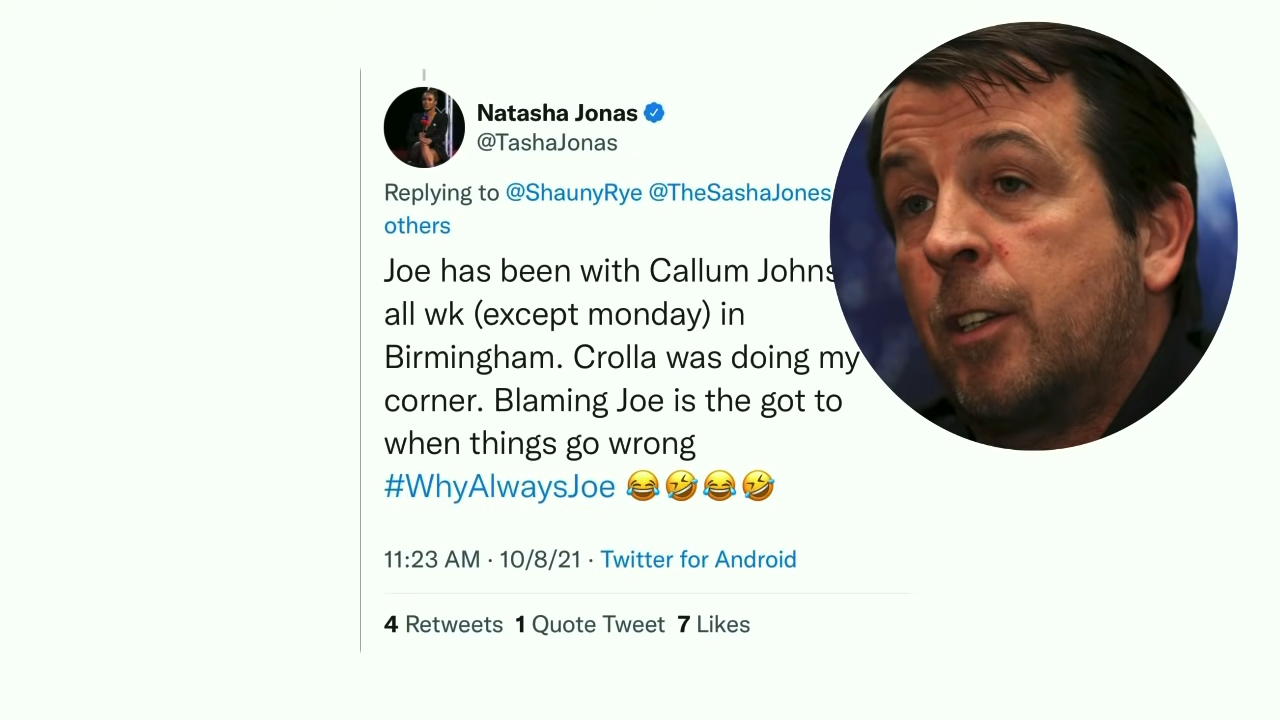 Natasha Jonas
@TashaJonas
Replying to @ShaunyRye @TheSashaJones
others
Joe has been with Callum Johns
all wk (except monday) in
Birmingham. Crolla was doing my
corner. Blaming Joe is the got to
when things go wrong
#WhyAlwaysJoe 😂🤣😂🤣
11:23 AM · 10/8/21 · Twitter for Android
4 Retweets 1 Quote Tweet 7 Likes